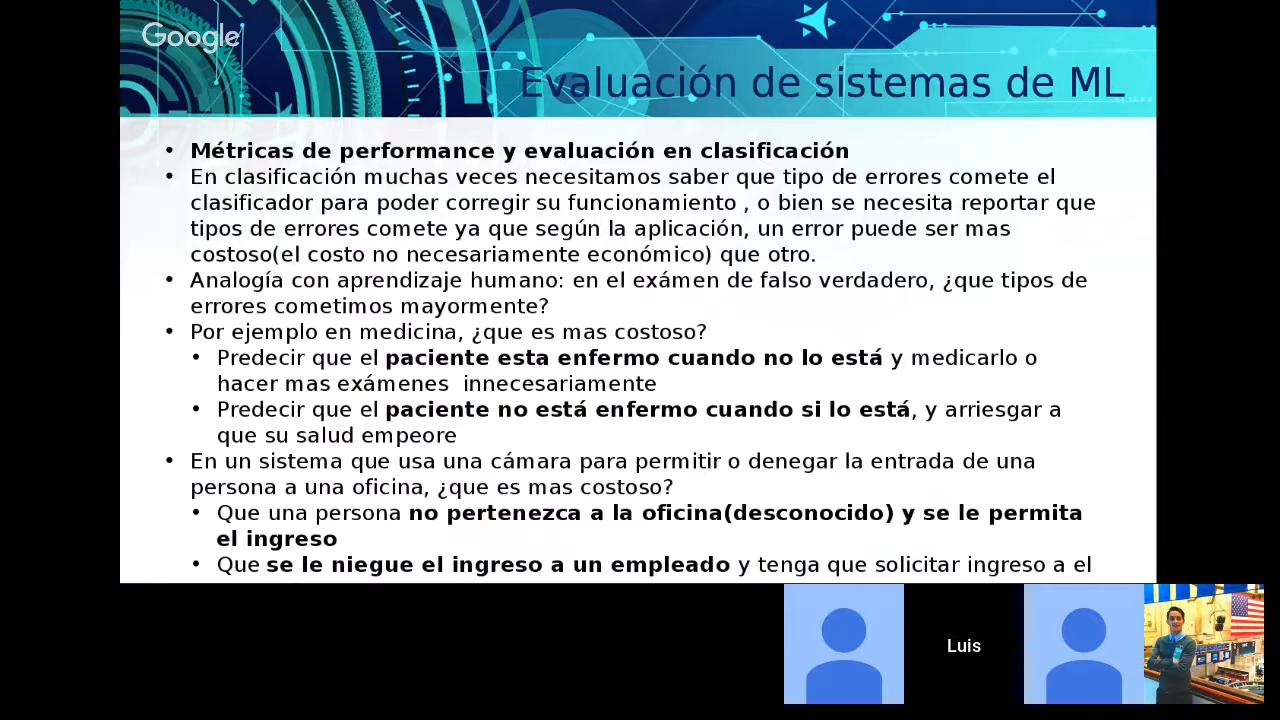 Google
Evaluación de sistemas de ML
• Métricas de performance y evaluación en clasificación
• En clasificación muchas veces necesitamos saber que tipo de errores comete el
clasificador para poder corregir su funcionamiento , o bien se necesita reportar que
tipos de errores comete ya que según la aplicación, un error puede ser mas
costoso(el costo no necesariamente económico) que otro.
• Analogía con aprendizaje humano: en el exámen de falso verdadero, ¿que tipos de
errores cometimos mayormente?
• Por ejemplo en medicina, ¿que es mas costoso?
• Predecir que el paciente esta enfermo cuando no lo está y medicarlo o
hacer mas exámenes  innecesariamente
• Predecir que el paciente no está enfermo cuando si lo está, y arriesgar a
que su salud empeore
• En un sistema que usa una cámara para permitir o denegar la entrada de una
persona a una oficina, ¿que es mas costoso?
• Que una persona no pertenezca a la oficina(desconocido) y se le permita
el ingreso
• Que se le niegue el ingreso a un empleado y tenga que solicitar ingreso a el
Luis